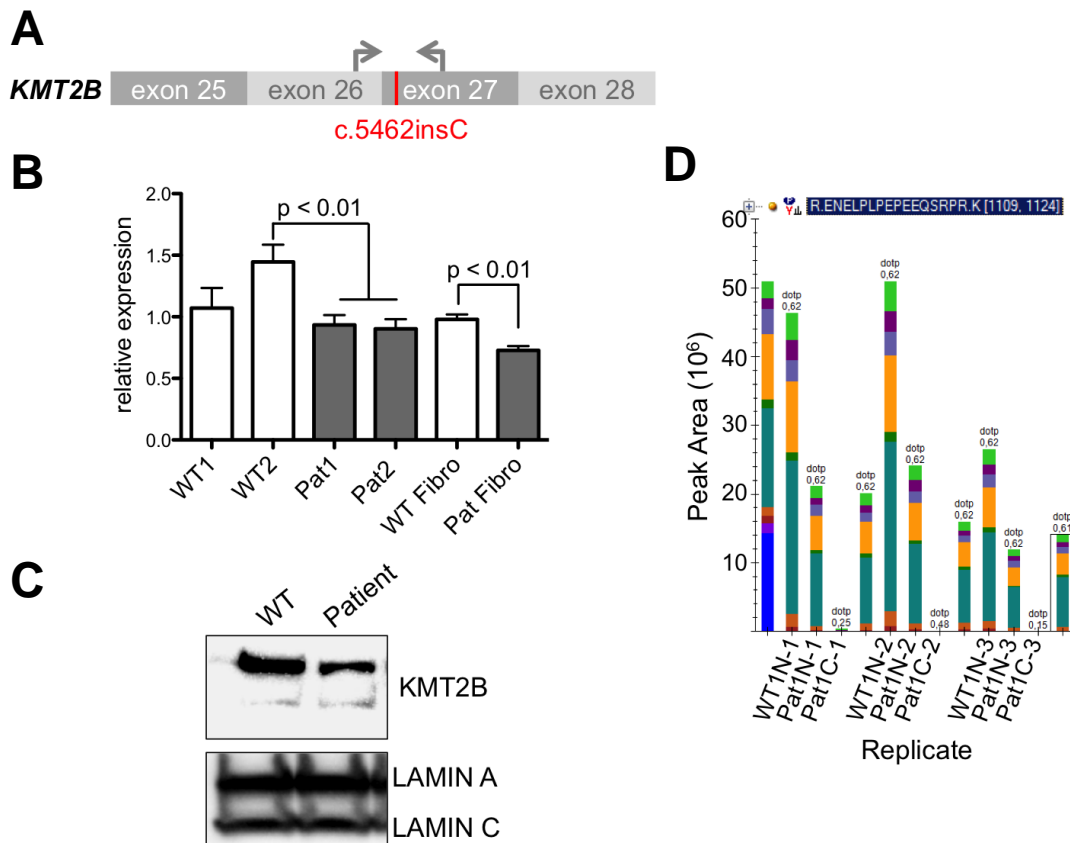 A
KMT2B
exon 25
exon 26
exon 27
exon 28
c.5462insC
B
relative expression
2.0
1.5
1.0
0.5
0.0
p < 0.01
p < 0.01
WT1
WT2
Pat1
Pat2
WT Fibro
Pat Fibro
C
WT
Patient
KMT2B
LAMIN A
LAMIN C
D
R.ENELPLPEPEEQSRPR.K [1109, 1124]
Peak Area (10⁶)
60
50
40
30
20
10
dotp
0,62
dotp
0,62
dotp
0,25
dotp
0,62
dotp
0,62
dotp
0,62
dotp
0,48
dotp
0,62
dotp
0,62
dotp
0,62
dotp
0,15
dotp
0,61
WT1N-1
Pat1N-1
Pat1C-1
WT1N-2
Pat1N-2
Pat1C-2
WT1N-3
Pat1N-3
Pat1C-3
Replicate